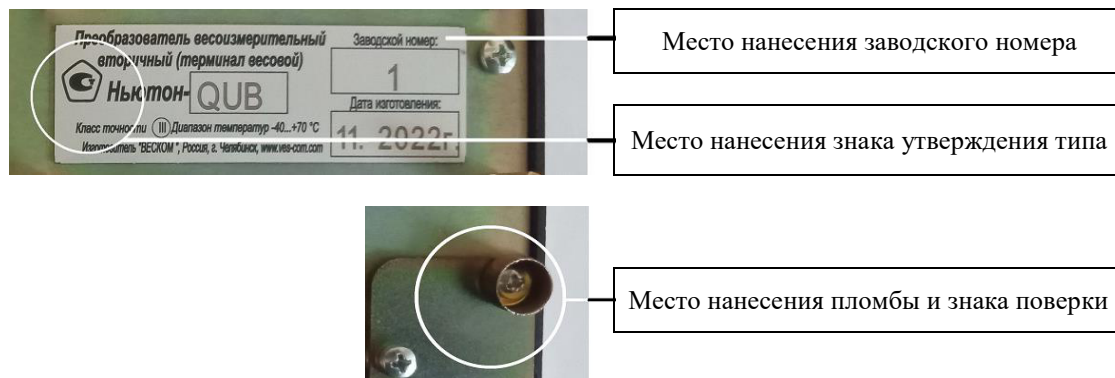 Преобразователь весоизмерительный
вторичный (терминал весовой)
Ньютон-QUB
Класс точности III Диапазон температур -40...+70 °С
Изготовитель "ВЕСКОМ", Россия, г. Челябинск, www.ves-com.com
Заводской номер:
1
Дата изготовления:
11. 2022г.
Место нанесения заводского номера
Место нанесения знака утверждения типа
Место нанесения пломбы и знака поверки